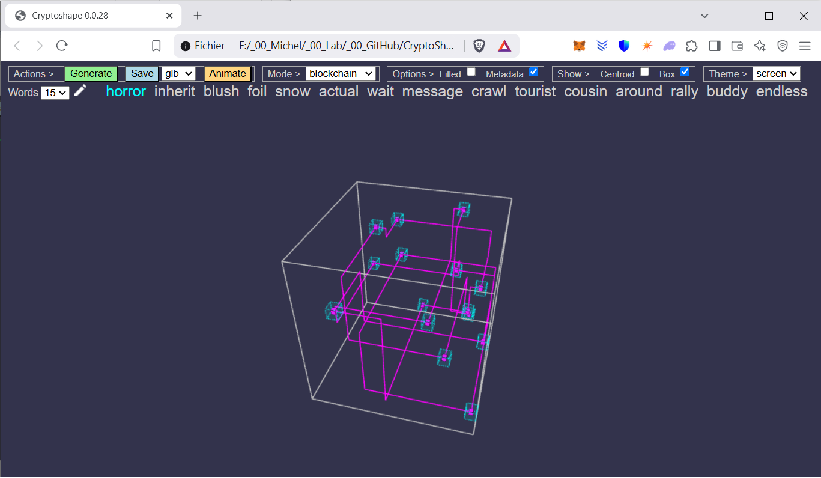 Cryptoshape 0.0.28
Fichier E:/_00_Michel/_00_Lab/_00_GitHub/CryptoSh...
Actions > Generate Save glb Animate Mode > blockchain Options > Filled Metadata Show > Centroid Box Theme > screen
Words 15 horror inherit blush foil snow actual wait message crawl tourist cousin around rally buddy endless